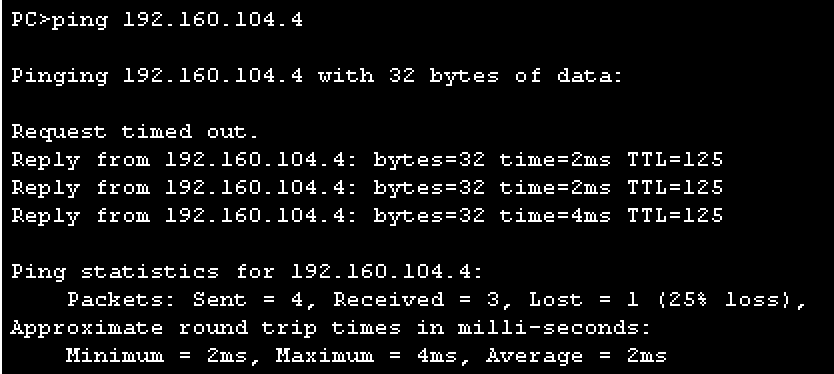 PC>ping 192.160.104.4
Pinging 192.160.104.4 with 32 bytes of data:
Request timed out.
Reply from 192.160.104.4: bytes=32 time=2ms TTL=125
Reply from 192.160.104.4: bytes=32 time=2ms TTL=125
Reply from 192.160.104.4: bytes=32 time=4ms TTL=125
Ping statistics for 192.160.104.4:
Packets: Sent = 4, Received = 3, Lost = 1 (25% loss),
Approximate round trip times in milli-seconds:
Minimum = 2ms, Maximum = 4ms, Average = 2ms